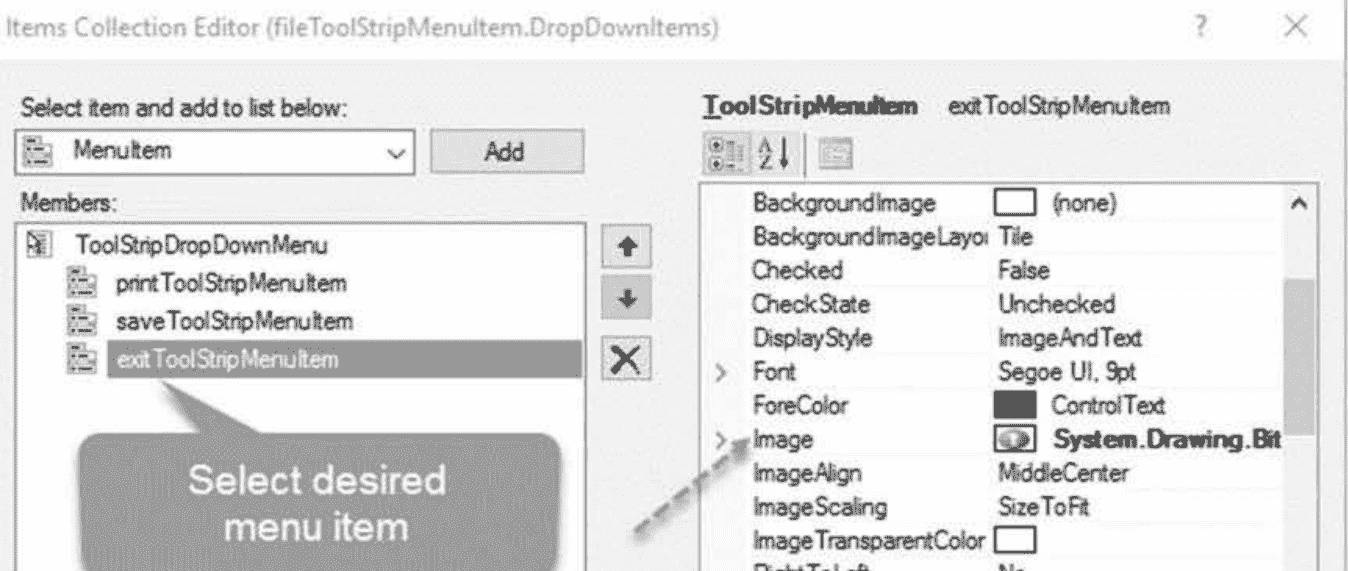 Items Collection Editor (fileToolStripMenuItem.DropDownItems)
?
Select item and add to list below:
MenuItem
Add
Members:
ToolStripDropDownMenu
printToolStripMenuItem
saveToolStripMenuItem
exitToolStripMenuItem
Select desired
menu item
ToolStripMenuItem exitToolStripMenuItem
A
Z
BackgroundImage (none)
BackgroundImageLayou Tile
Checked False
CheckState Unchecked
DisplayStyle ImageAndText
Font Segoe UI, 9pt
ForeColor ControlText
Image System.Drawing.Bit
ImageAlign MiddleCenter
ImageScaling SizeToFit
ImageTransparentColor
RightToLeft No